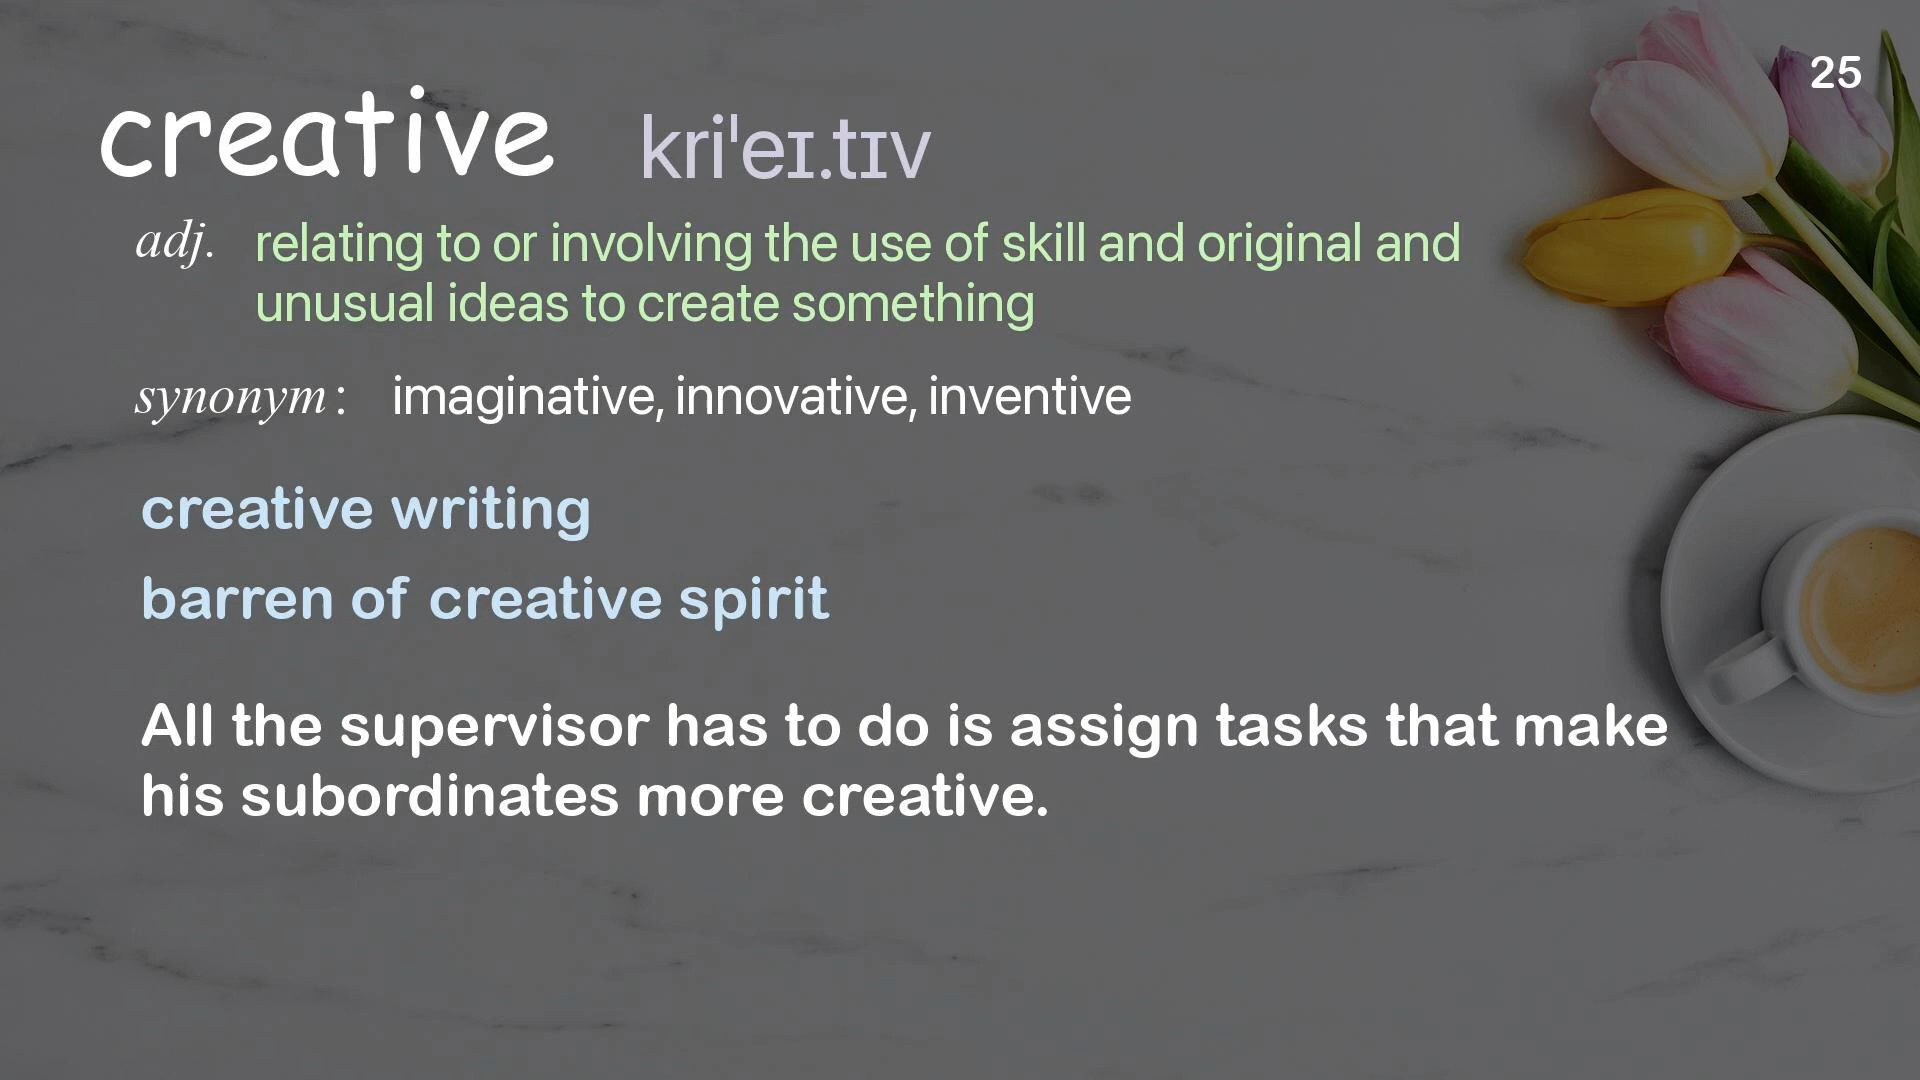 25
creative kriˈeɪ.tɪv
adj. relating to or involving the use of skill and original and
unusual ideas to create something
synonym: imaginative, innovative, inventive
creative writing
barren of creative spirit
All the supervisor has to do is assign tasks that make
his subordinates more creative.